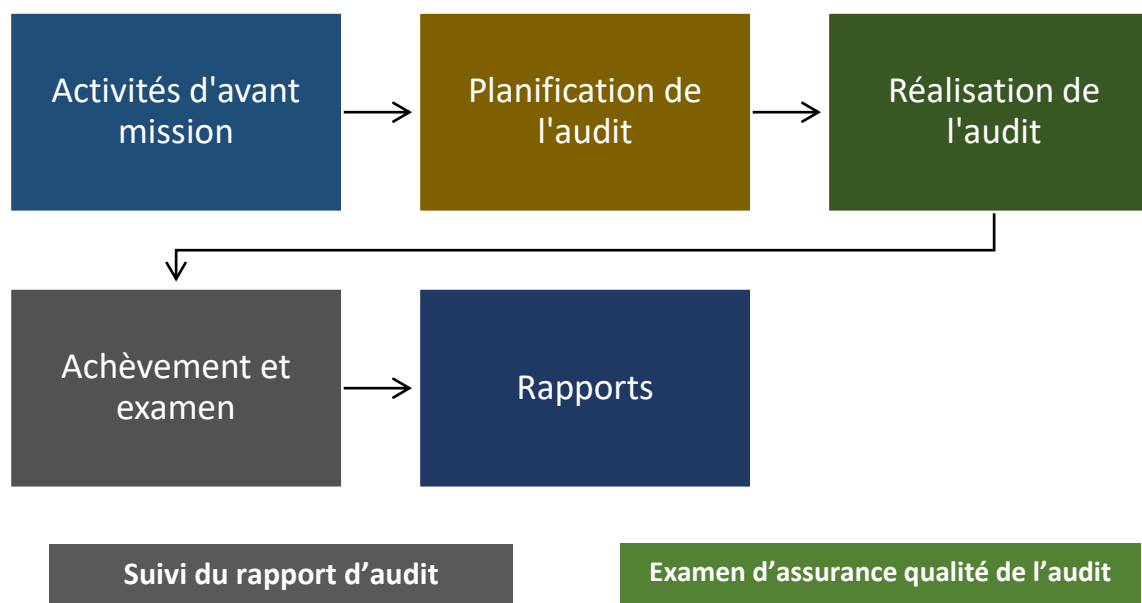 Activités d'avant
mission
Planification de
l'audit
Réalisation de
l'audit
Achèvement et
examen
Rapports
Suivi du rapport d’audit
Examen d’assurance qualité de l’audit